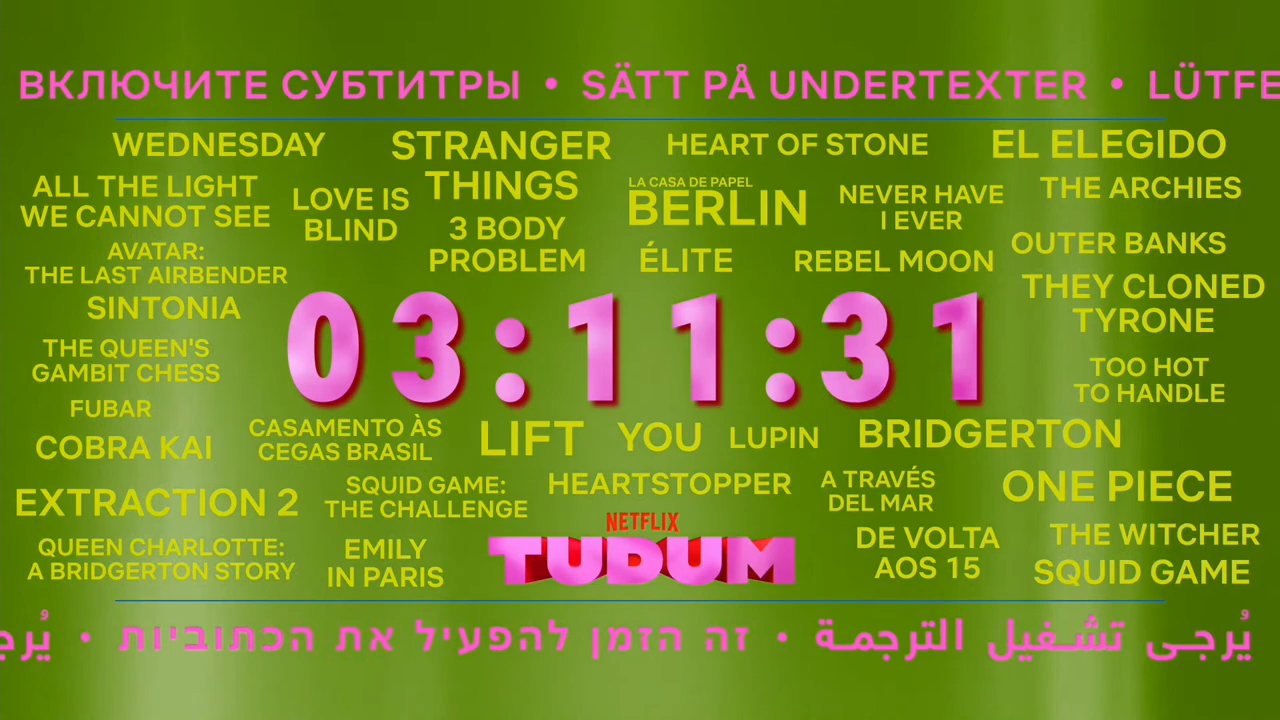 ВКЛЮЧИТЕ СУБТИТРЫ • SÄTT PÅ UNDERTEXTER • LÜTFE
WEDNESDAY
STRANGER
THINGS
HEART OF STONE
EL ELEGIDO
ALL THE LIGHT
WE CANNOT SEE
LOVE IS
BLIND
3 BODY
PROBLEM
LA CASA DE PAPEL
BERLIN
NEVER HAVE
I EVER
THE ARCHIES
AVATAR:
THE LAST AIRBENDER
ÉLITE
REBEL MOON
OUTER BANKS
SINTONIA
THEY CLONED
TYRONE
03:11:31
THE QUEEN'S
GAMBIT CHESS
TOO HOT
TO HANDLE
FUBAR
COBRA KAI
CASAMENTO ÀS
CEGAS BRASIL
LIFT
YOU
LUPIN
BRIDGERTON
EXTRACTION 2
SQUID GAME:
THE CHALLENGE
HEARTSTOPPER
A TRAVÉS
DEL MAR
ONE PIECE
QUEEN CHARLOTTE:
A BRIDGERTON STORY
EMILY
IN PARIS
NETFLIX
TUDUM
DE VOLTA
AOS 15
THE WITCHER
SQUID GAME
يُرجـى تشـغيل الترجمـة • זה הזמן להפעיל את הכתוביות • يُرجـ